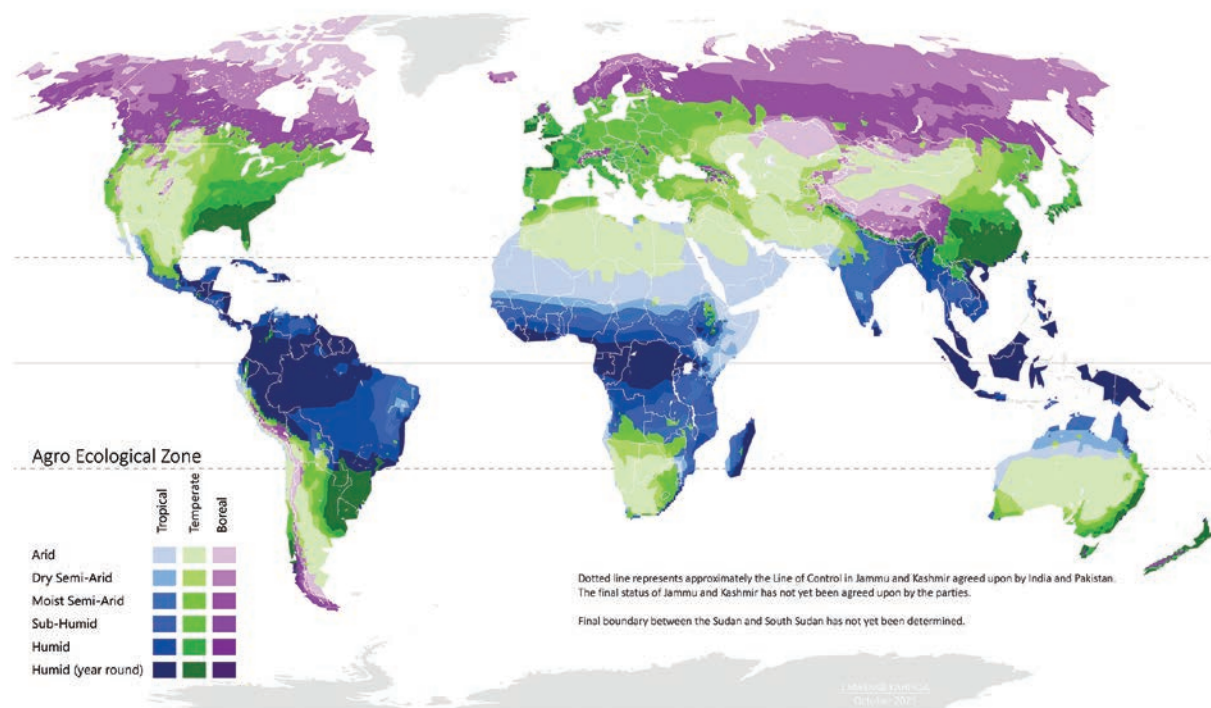 Agro Ecological Zone
Tropical
Temperate
Boreal
Arid
Dry Semi-Arid
Moist Semi-Arid
Sub-Humid
Humid
Humid (year round)
Dotted line represents approximately the Line of Control in Jammu and Kashmir agreed upon by India and Pakistan.
The final status of Jammu and Kashmir has not yet been agreed upon by the parties.
Final boundary between the Sudan and South Sudan has not yet been determined.
October